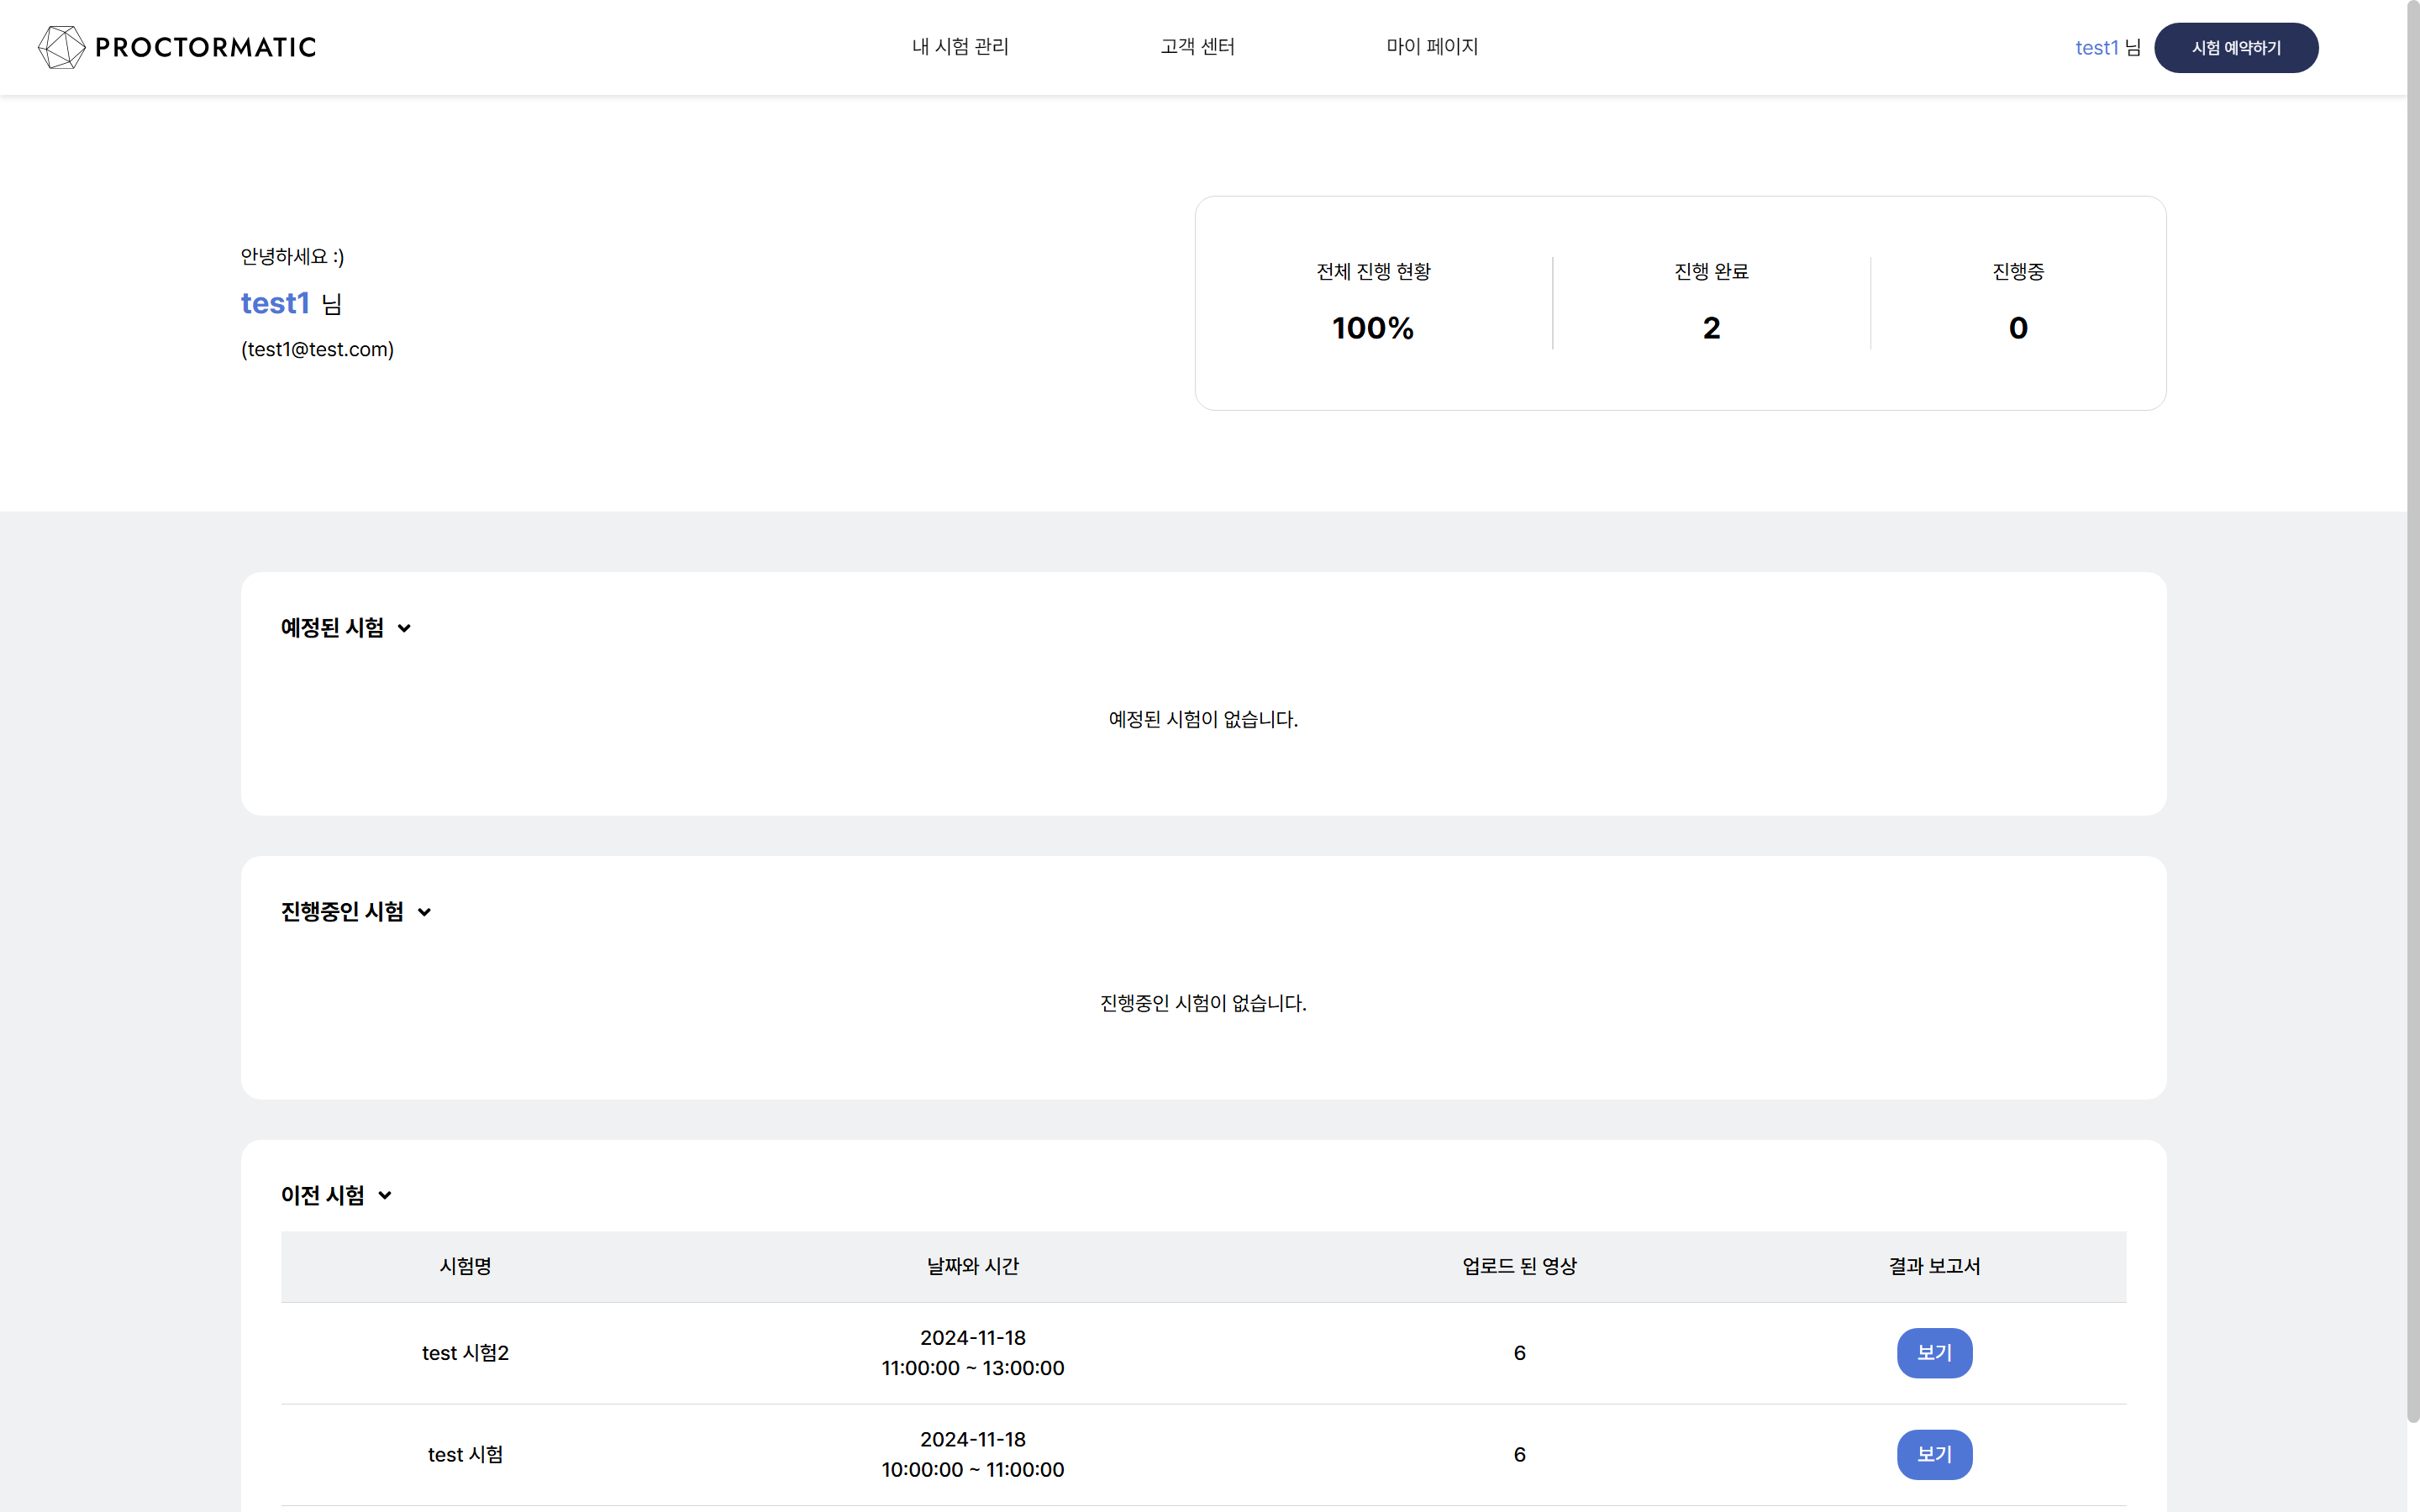 PROCTORMATIC
내 시험 관리
고객 센터
마이 페이지
test1 님
시험 예약하기
안녕하세요 :)
test1 님
(test1@test.com)
전체 진행 현황
100%
진행 완료
2
진행중
0
예정된 시험
예정된 시험이 없습니다.
진행중인 시험
진행중인 시험이 없습니다.
이전 시험
시험명 날짜와 시간 업로드 된 영상 결과 보고서
test 시험2
2024-11-18
11:00:00 ~ 13:00:00
6
보기
test 시험
2024-11-18
10:00:00 ~ 11:00:00
6
보기